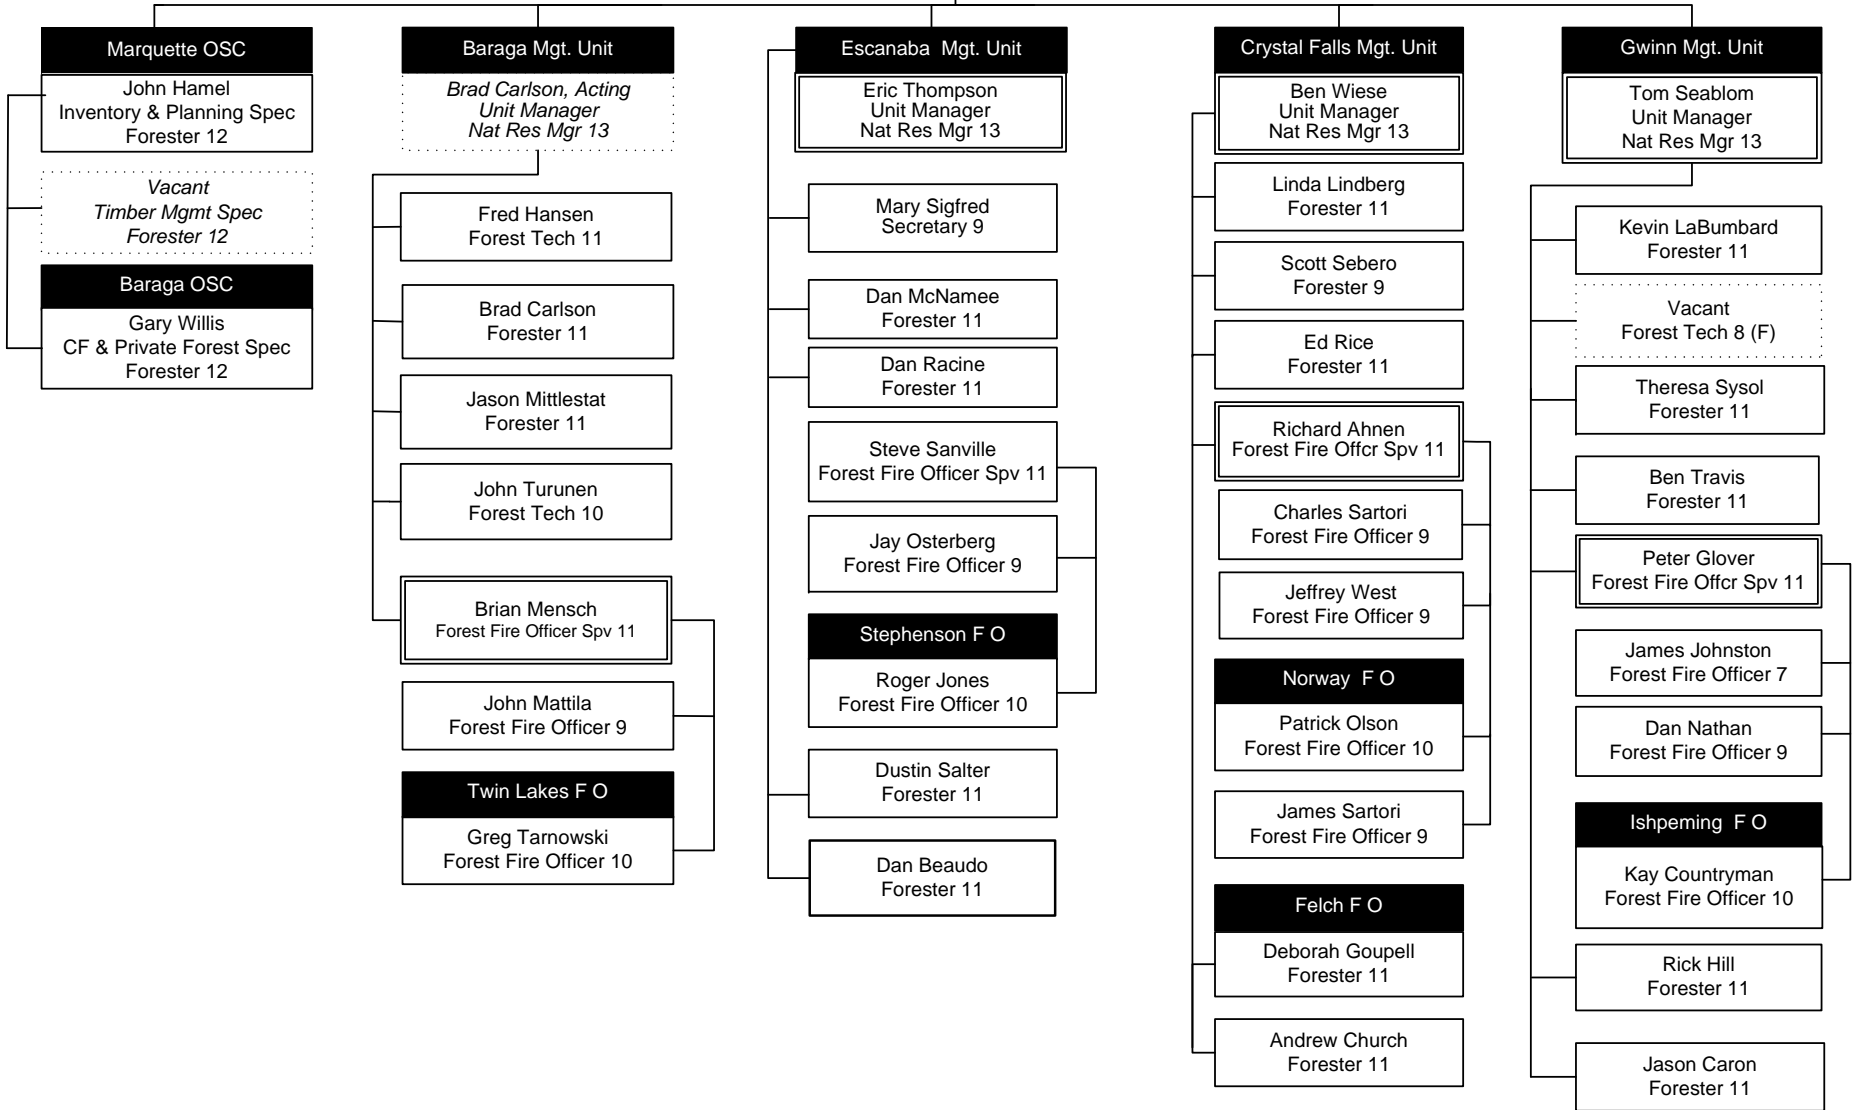 Marquette OSC
John Hamel
Inventory & Planning Spec
Forester 12
Vacant
Timber Mgmt Spec
Forester 12
Baraga OSC
Gary Willis
CF & Private Forest Spec
Forester 12
Baraga Mgt. Unit
Brad Carlson, Acting
Unit Manager
Nat Res Mgr 13
Fred Hansen
Forest Tech 11
Brad Carlson
Forester 11
Jason Mittlestat
Forester 11
John Turunen
Forest Tech 10
Brian Mensch
Forest Fire Officer Spv 11
John Mattila
Forest Fire Officer 9
Twin Lakes F O
Greg Tarnowski
Forest Fire Officer 10
Escanaba Mgt. Unit
Eric Thompson
Unit Manager
Nat Res Mgr 13
Mary Sigfred
Secretary 9
Dan McNamee
Forester 11
Dan Racine
Forester 11
Steve Sanville
Forest Fire Officer Spv 11
Jay Osterberg
Forest Fire Officer 9
Stephenson F O
Roger Jones
Forest Fire Officer 10
Dustin Salter
Forester 11
Dan Beaudo
Forester 11
Crystal Falls Mgt. Unit
Ben Wiese
Unit Manager
Nat Res Mgr 13
Linda Lindberg
Forester 11
Scott Sebero
Forester 9
Ed Rice
Forester 11
Richard Ahnen
Forest Fire Offcr Spv 11
Charles Sartori
Forest Fire Officer 9
Jeffrey West
Forest Fire Officer 9
Norway F O
Patrick Olson
Forest Fire Officer 10
James Sartori
Forest Fire Officer 9
Felch F O
Deborah Goupell
Forester 11
Andrew Church
Forester 11
Gwinn Mgt. Unit
Tom Seablom
Unit Manager
Nat Res Mgr 13
Kevin LaBumbard
Forester 11
Vacant
Forest Tech 8 (F)
Theresa Sysol
Forester 11
Ben Travis
Forester 11
Peter Glover
Forest Fire Offcr Spv 11
James Johnston
Forest Fire Officer 7
Dan Nathan
Forest Fire Officer 9
Ishpeming F O
Kay Countryman
Forest Fire Officer 10
Rick Hill
Forester 11
Jason Caron
Forester 11